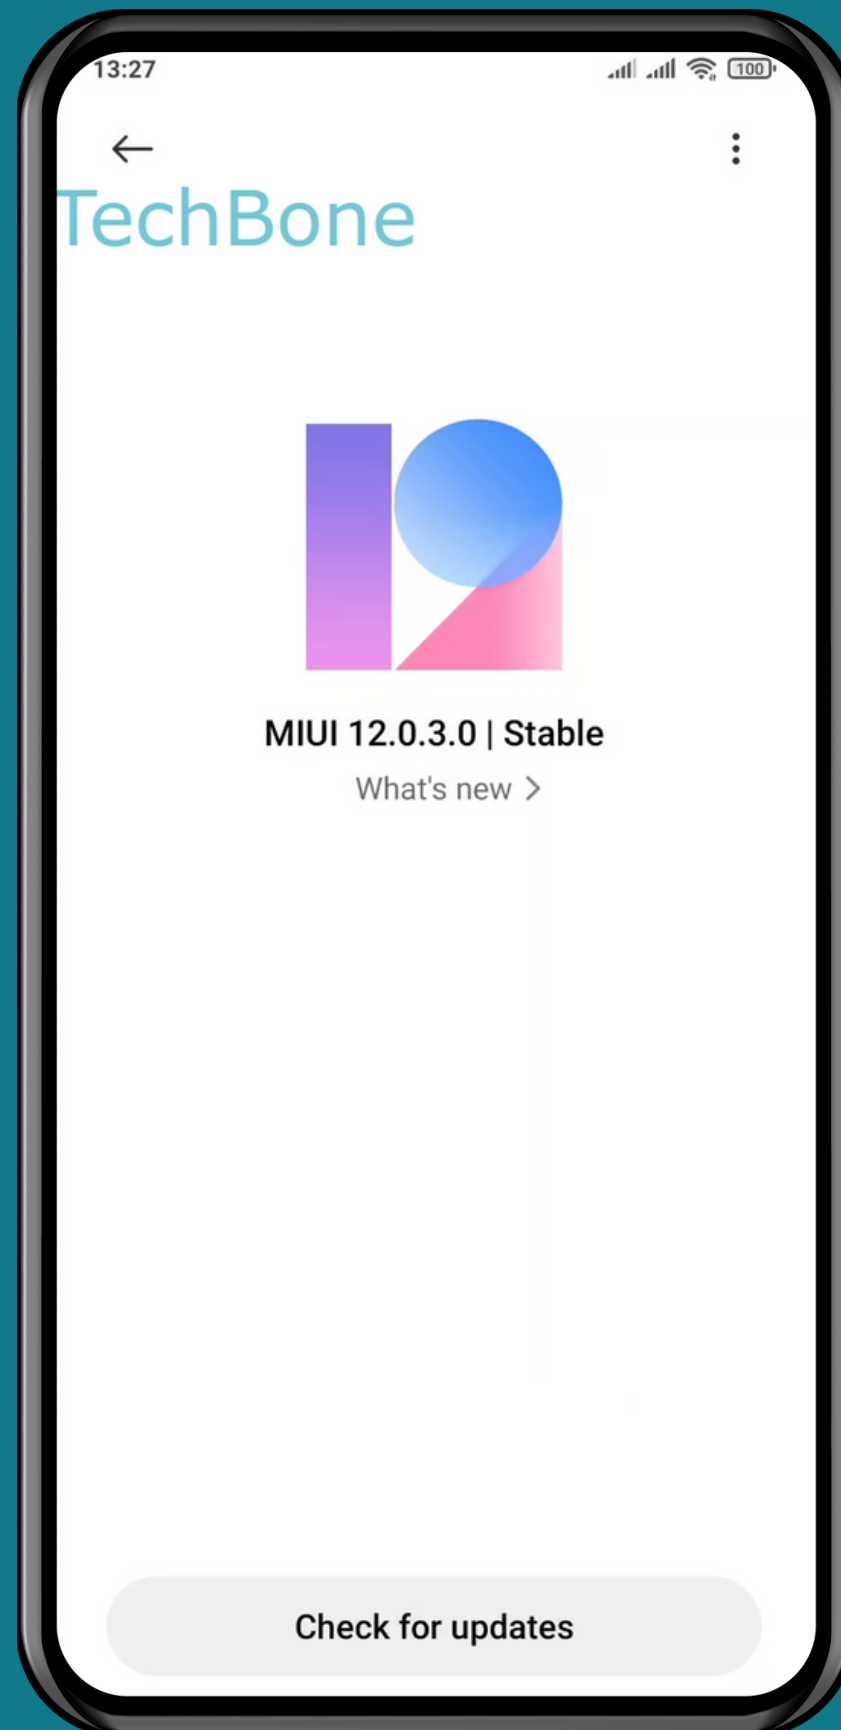 13:27
100
TechBone
MIUI 12.0.3.0 | Stable
What's new >
Check for updates